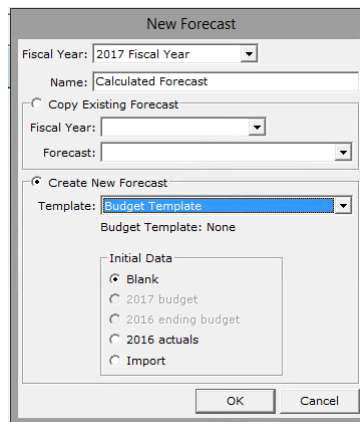 New Forecast
Fiscal Year: 2017 Fiscal Year
Name: Calculated Forecast
Copy Existing Forecast
Fiscal Year:
Forecast:
Create New Forecast
Template: Budget Template
Budget Template: None
Initial Data
Blank
2017 budget
2016 ending budget
2016 actuals
Import
OK Cancel